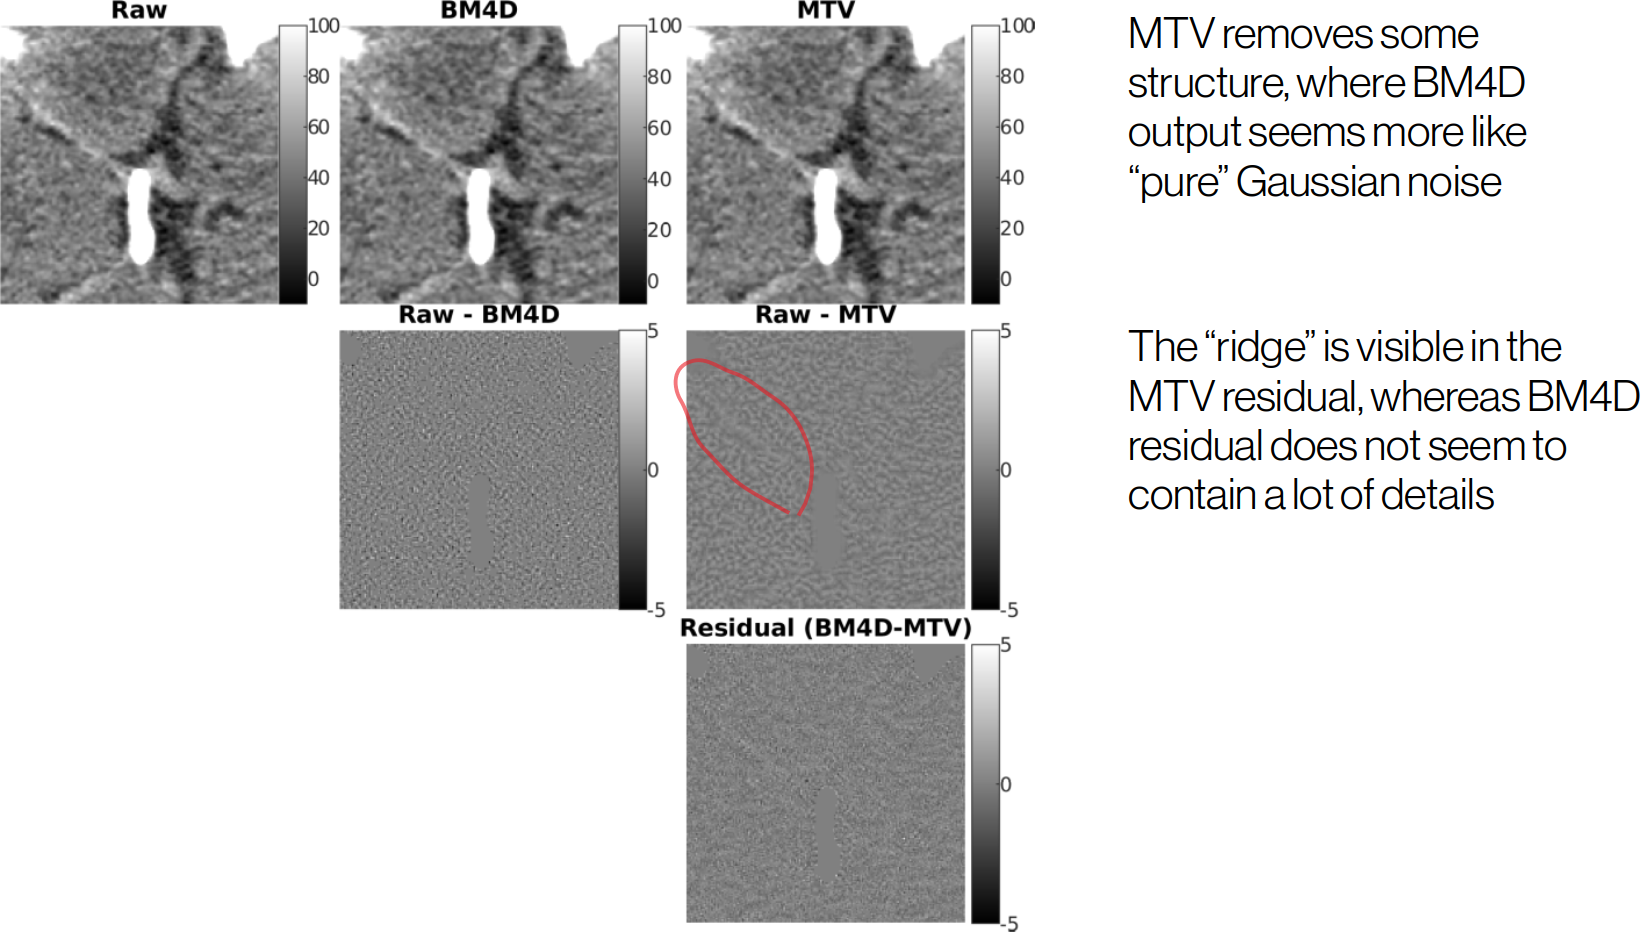 Raw
BM4D
MTV
100
80
60
40
20
0
100
80
60
40
20
0
100
80
60
40
20
0
MTV removes some
structure, where BM4D
output seems more like
“pure” Gaussian noise
Raw - BM4D
Raw - MTV
5
0
-5
5
0
-5
The “ridge” is visible in the
MTV residual, whereas BM4D
residual does not seem to
contain a lot of details
Residual (BM4D-MTV)
5
0
-5